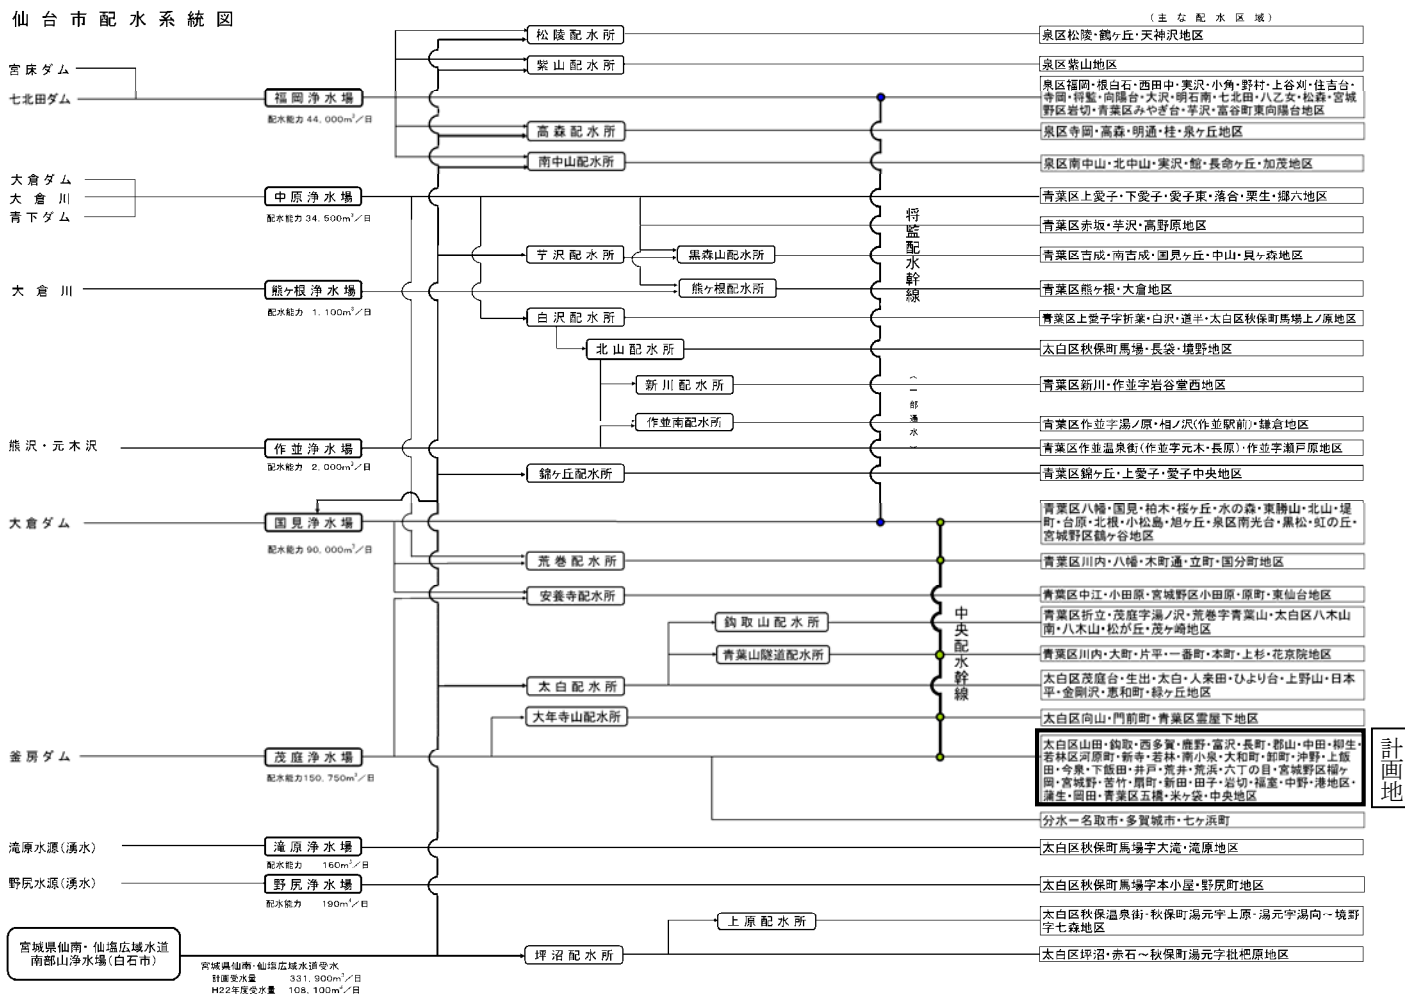 仙台市配水系統図
(主な配水区域)
松陵配水所
泉区松陵・鶴ヶ丘・天神沢地区
宮床ダム
紫山配水所
泉区紫山地区
七北田ダム
福岡浄水場
配水能力 44,000m³/日
泉区福岡・根白石・西田中・実沢・小角・野村・上谷刈・住吉台・
寺岡・将監・向陽台・大沢・明石南・七北田・八乙女・松森・宮城
野区岩切・青葉区みやぎ台・芋沢・富谷町東向陽台地区
高森配水所
泉区寺岡・高森・明通・桂・泉ヶ丘地区
南中山配水所
泉区南中山・北中山・実沢・館・長命ヶ丘・加茂地区
大倉ダム
大倉川
青下ダム
中原浄水場
配水能力 34,500m³/日
青葉区上愛子・下愛子・愛子東・落合・栗生・郷六地区
青葉区赤坂・芋沢・高野原地区
将監配水幹線
芋沢配水所
黒森山配水所
青葉区吉成・南吉成・国見ヶ丘・中山・貝ヶ森地区
大倉川
熊ヶ根浄水場
配水能力 1,100m³/日
熊ヶ根配水所
青葉区熊ヶ根・大倉地区
白沢配水所
青葉区上愛子字折葉・白沢・道半・太白区秋保町馬場上ノ原地区
北山配水所
太白区秋保町馬場・長袋・境野地区
新川配水所
青葉区新川・作並字岩谷堂西地区
(一部通水)
作並南配水所
青葉区作並字湯ノ原・相ノ沢(作並駅前)・鎌倉地区
熊沢・元木沢
作並浄水場
配水能力 2,000m³/日
青葉区作並温泉街(作並字元木・長原)・作並字瀬戸原地区
錦ヶ丘配水所
青葉区錦ヶ丘・上愛子・愛子中央地区
大倉ダム
国見浄水場
配水能力 90,000m³/日
青葉区八幡・国見・柏木・桜ヶ丘・水の森・東勝山・北山・堤
町・台原・北根・小松島・旭ヶ丘・泉区南光台・黒松・虹の丘・
宮城野区鶴ヶ谷地区
荒巻配水所
青葉区川内・八幡・木町通・立町・国分町地区
安養寺配水所
青葉区中江・小田原・宮城野区小田原・原町・東仙台地区
中央配水幹線
鈎取山配水所
青葉区折立・茂庭字湯ノ沢・荒巻字青葉山・太白区八木山
南・八木山・松が丘・茂ヶ崎地区
青葉山隧道配水所
青葉区川内・大町・片平・一番町・本町・上杉・花京院地区
太白配水所
太白区茂庭台・生出・太白・人来田・ひより台・上野山・日本
平・金剛沢・恵和町・緑ヶ丘地区
大年寺山配水所
太白区向山・門前町・青葉区霊屋下地区
釜房ダム
茂庭浄水場
配水能力150,750m³/日
太白区山田・鈎取・西多賀・鹿野・富沢・長町・郡山・中田・柳生・
若林区河原町・新寺・若林・南小泉・大和町・卸町・沖野・上飯
田・今泉・下飯田・井戸・荒井・荒浜・六丁の目・宮城野区榴ヶ
岡・宮城野・苦竹・扇町・新田・田子・岩切・福室・中野・港地区・
蒲生・岡田・青葉区五橋・米ヶ袋・中央地区
計画地
分水ー名取市・多賀城市・七ヶ浜町
滝原水源(湧水)
滝原浄水場
配水能力 160m³/日
太白区秋保町馬場字大滝・滝原地区
野尻水源(湧水)
野尻浄水場
配水能力 190m³/日
太白区秋保町馬場字本小屋・野尻町地区
上原配水所
太白区秋保温泉街・秋保町湯元字上原・湯元字湯向~境野
字七森地区
宮城県仙南・仙塩広域水道
南部山浄水場(白石市)
坪沼配水所
太白区坪沼・赤石~秋保町湯元字枇杷原地区
宮城県仙南・仙塩広域水道受水
計画受水量 331,900m³/日
H22年度受水量 108,100m³/日